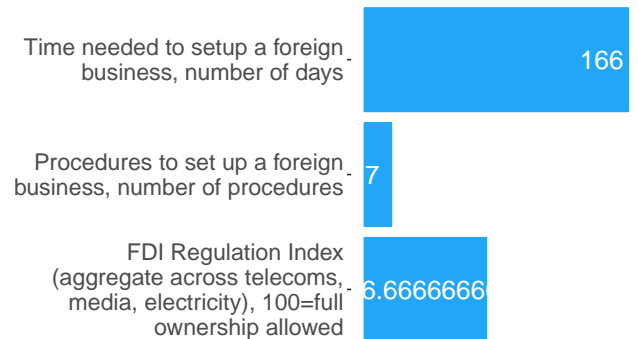 Time needed to setup a foreign
business, number of days
166
Procedures to set up a foreign
business, number of procedures
7
FDI Regulation Index
(aggregate across telecoms,
media, electricity), 100=full
ownership allowed
6.6666666